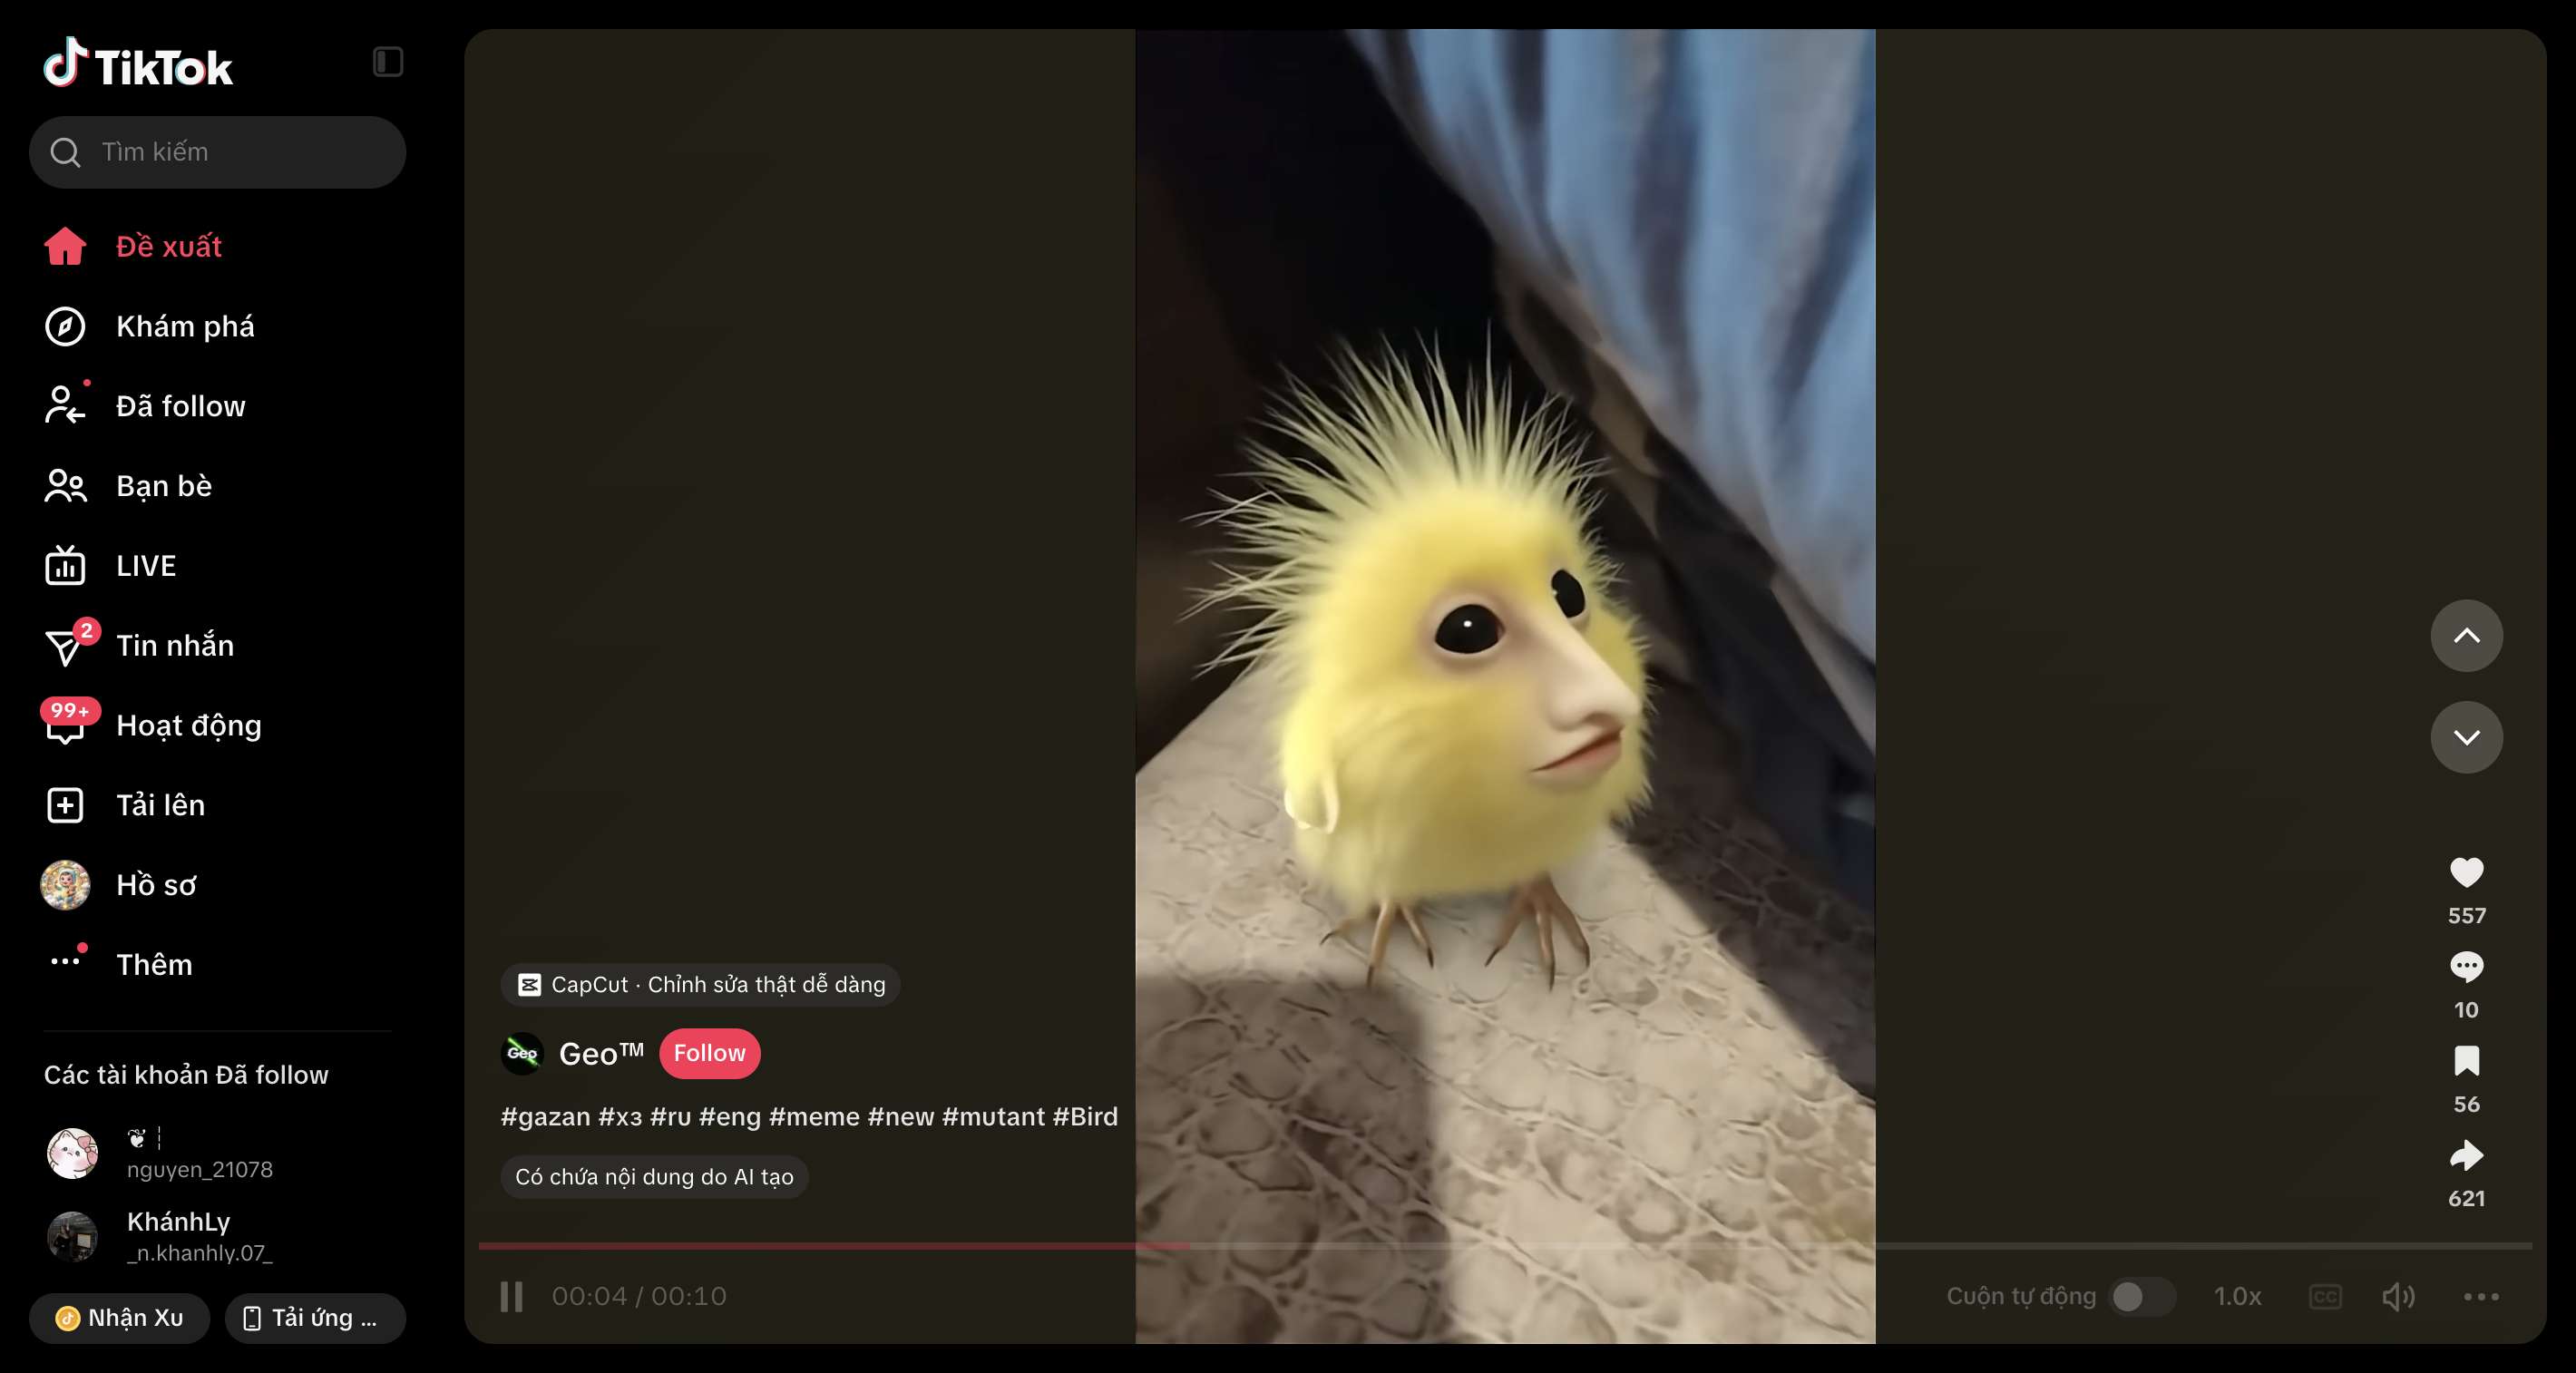 TikTok
Tìm kiếm
Đề xuất
Khám phá
Đã follow
Bạn bè
LIVE
2
Tin nhắn
99+
Hoạt động
Tải lên
Hồ sơ
Thêm
Các tài khoản Đã follow
❦ ┊
nguyen_21078
KhánhLy
_n.khanhly.07_
Nhận Xu
Tải ứng ...
CapCut · Chỉnh sửa thật dễ dàng
Geo
Geo™ Follow
#gazan #хз #ru #eng #meme #new #mutant #Bird
Có chứa nội dung do AI tạo
00:04 / 00:10
557
10
56
621
Cuộn tự động
1.0x
CC